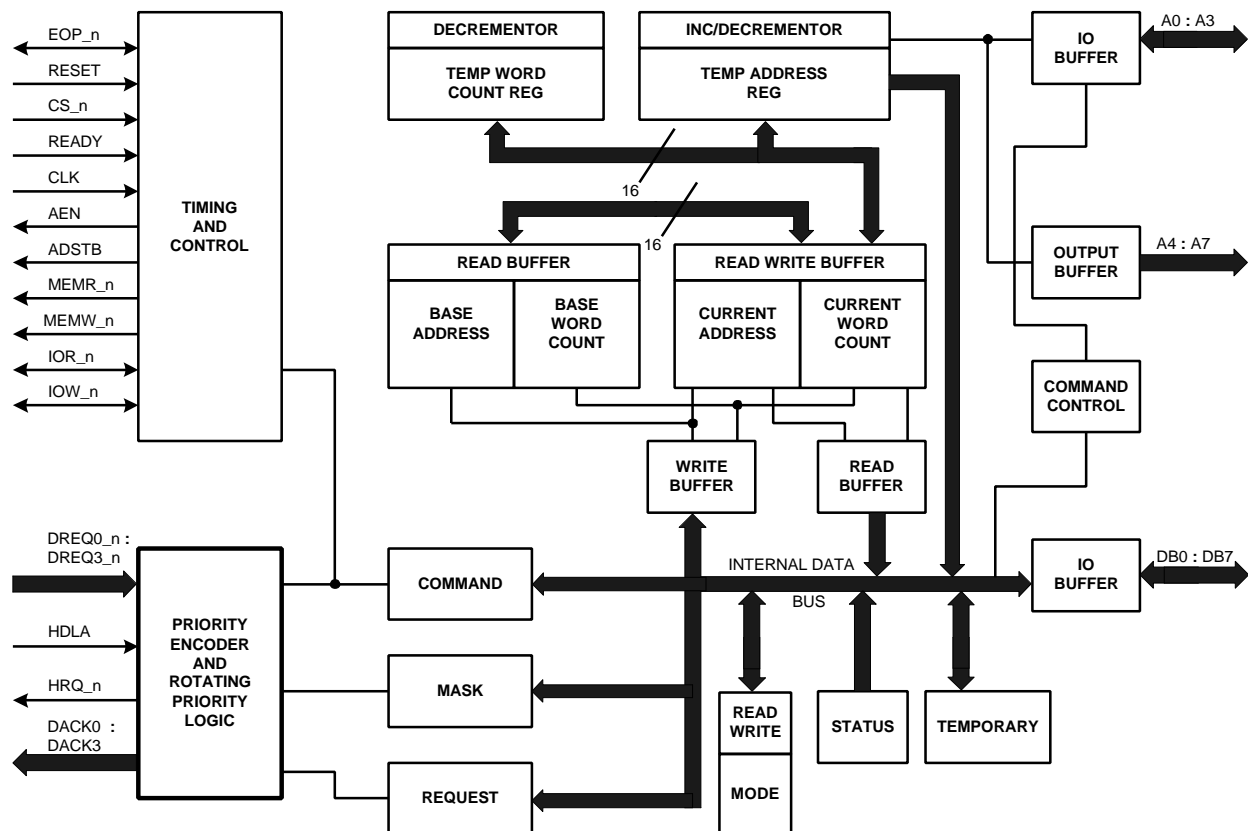 EOP_n
RESET
CS_n
READY
CLK
AEN
ADSTB
MEMR_n
MEMW_n
IOR_n
IOW_n
TIMING
AND
CONTROL
DECREMENTOR
TEMP WORD
COUNT REG
INC/DECREMENTOR
TEMP ADDRESS
REG
IO
BUFFER
A0 : A3
16
16
READ BUFFER
BASE
ADDRESS
BASE
WORD
COUNT
READ WRITE BUFFER
CURRENT
ADDRESS
CURRENT
WORD
COUNT
OUTPUT
BUFFER
A4 : A7
COMMAND
CONTROL
WRITE
BUFFER
READ
BUFFER
DREQ0_n :
DREQ3_n
HDLA
HRQ_n
DACK0 :
DACK3
PRIORITY
ENCODER
AND
ROTATING
PRIORITY
LOGIC
COMMAND
MASK
REQUEST
INTERNAL DATA
BUS
IO
BUFFER
DB0 : DB7
READ
WRITE
MODE
STATUS
TEMPORARY